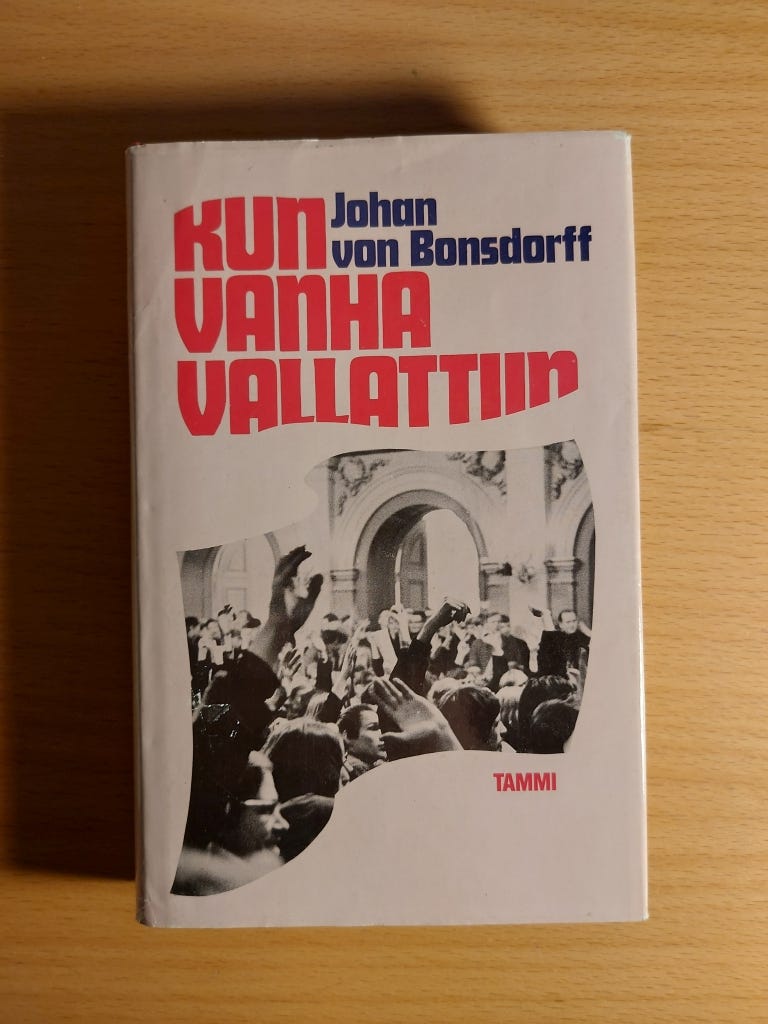 KUN
Johan
von Bonsdorff
VANHA
VALLATTIIN
TAMMI